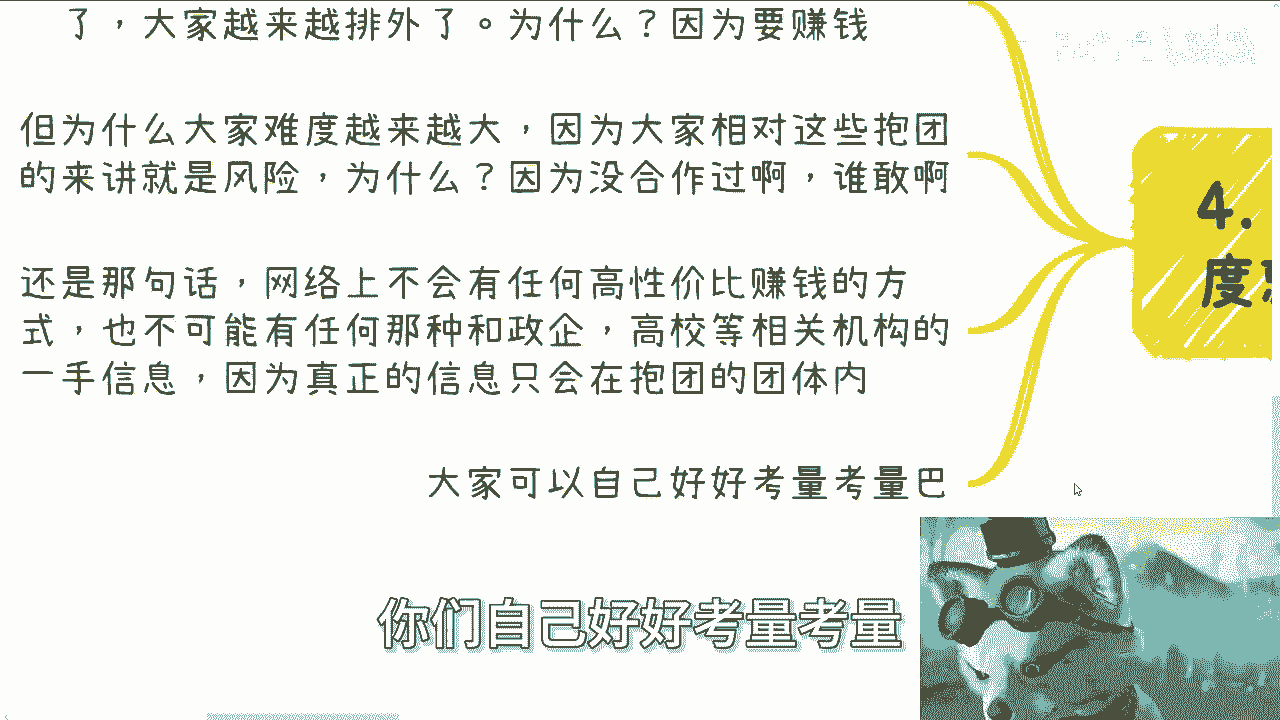 了，大家越来越排外了。为什么？因为要赚钱
但为什么大家难度越来越大，因为大家相对这些抱团
的来讲就是风险，为什么？因为没合作过啊，谁敢啊
还是那句话，网络上不会有任何高性价比赚钱的方
式，也不可能有任何那种和政企，高校等相关机构的
一手信息，因为真正的信息只会在抱团的团体内
大家可以自己好好考量考量巴
4.
度
你们自己好好考量考量